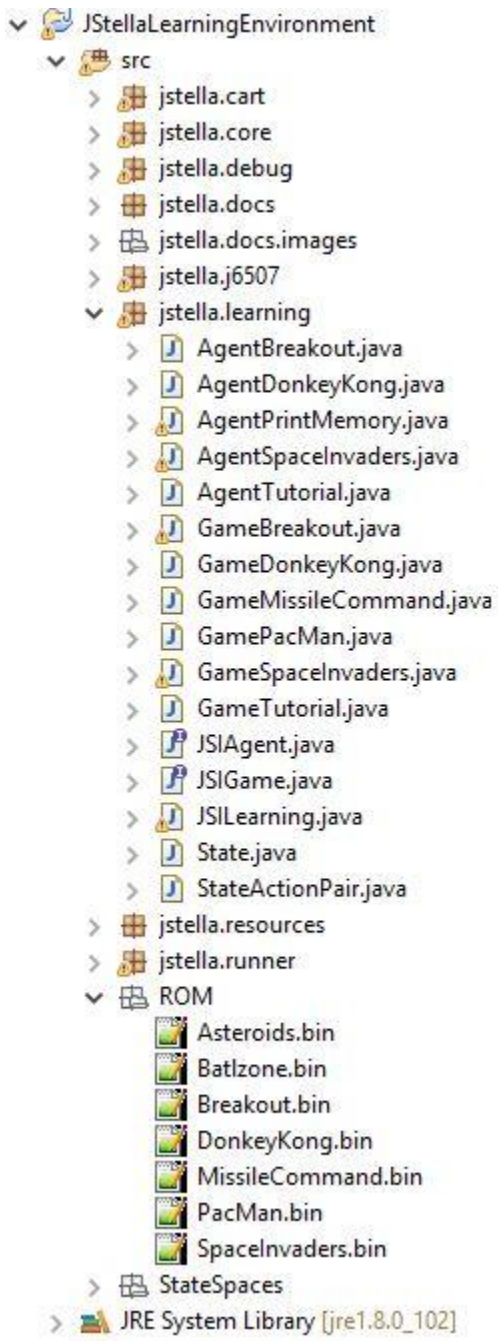 JStellaLearningEnvironment
src
jstella.cart
jstella.core
jstella.debug
jstella.docs
jstella.docs.images
jstella.j6507
jstella.learning
AgentBreakout.java
AgentDonkeyKong.java
AgentPrintMemory.java
AgentSpaceInvaders.java
AgentTutorial.java
GameBreakout.java
GameDonkeyKong.java
GameMissileCommand.java
GamePacMan.java
GameSpaceInvaders.java
GameTutorial.java
JSIAgent.java
JSIGame.java
JSILearning.java
State.java
StateActionPair.java
jstella.resources
jstella.runner
ROM
Asteroids.bin
Batlzone.bin
Breakout.bin
DonkeyKong.bin
MissileCommand.bin
PacMan.bin
SpaceInvaders.bin
StateSpaces
JRE System Library [jre1.8.0_102]